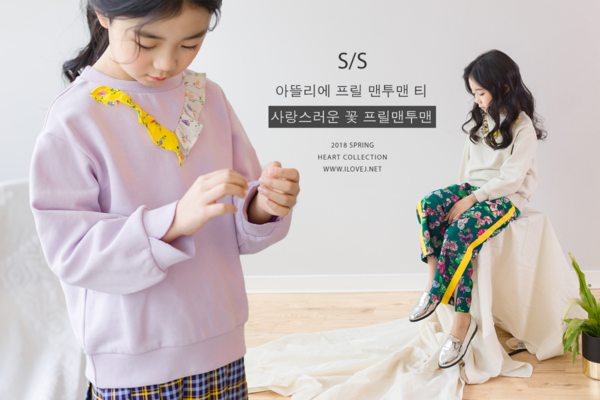 S/S
아뜰리에 프릴 맨투맨 티
사랑스러운 꽃 프릴맨투맨
2018 SPRING
HEART COLLECTION
WWW.ILOVEJ.NET